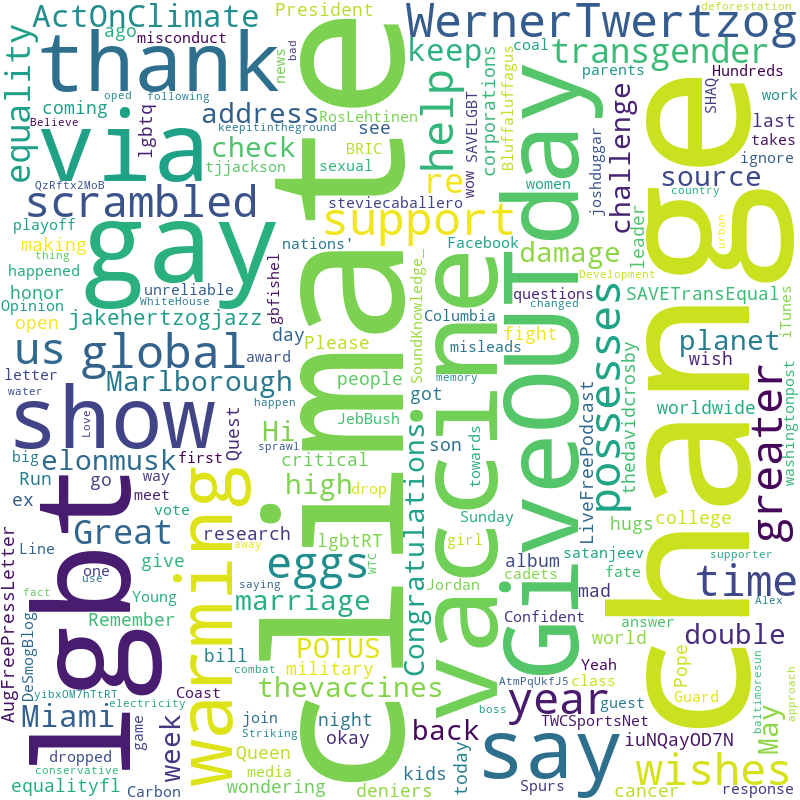 ActOnClimate
President
WernerTwertzog
deforestation
ago
misconduct
thank
keeps
coal
transgender
equality
news
bad
parents
Hundreds
SHAQ
coming
oped
following
Believe
lgbtq
address
RosLehtinen
help
corporations
Bluffaluffagus
work
last
takes
ignore
keepitintheground
see
via
check
BRIC
wow
SAVELGBT
challenge
tjjackson
sexual
re
source
QzRftx2MoB
scrambled
steviecaballero
women
joshduggar
country
playoff
gay
support
day
leader
urban
making
nations'
Facebook
damage
happened
thing
gbfishel
Development
honor
unreliable
Please
SoundKnowledge_
questions
SAVETransEqual
iTunes
Opinion
WhiteHouse
Columbia
changed
open
jakehertzogjazz
day
fight
possesses
planet
us
global
award
misleads
wish
letter
Marlborough
people
memory
thedavidcrosby
worldwide
washingtonpost
water
happen
got
show
Love
Quest
Hi
JebBush
son
LiveFreePodcast
greater
big
elonmusk
first
sprawl
critical
towards
Run
go
way
high
drop
Congratulations
ex
meet
vote
Sunday
hugs
college
Line
Great
research
lgbtRT
girl
satanjeev
supporter
one
give
away
eggs
WTC
album
fate
time
use
fact
Young
saying
Jordan
cadets
mad
Alex
AugFreePressLetter
DeSmogBlog
lgbt
Remember
warming
marriage
Confident
answer
double
bill
POTUS
world
combat
military
Yeah
class
Pope
yibxOM7hTtRT
Coast
thevaccines
AtmPqUkfJ5
Guard
electricity
Miami
join
night
boss
year
guest
May
baltimoresun
approach
game
week
Striking
okay
back
TWCSportsNet
dropped
Queen
today
say
iuNQayOD7N
conservative
media
kids
wishes
equalityfl
Carbon
wondering
deniers
Spurs
cancer
response
climate
vaccine
GiveOUT
change